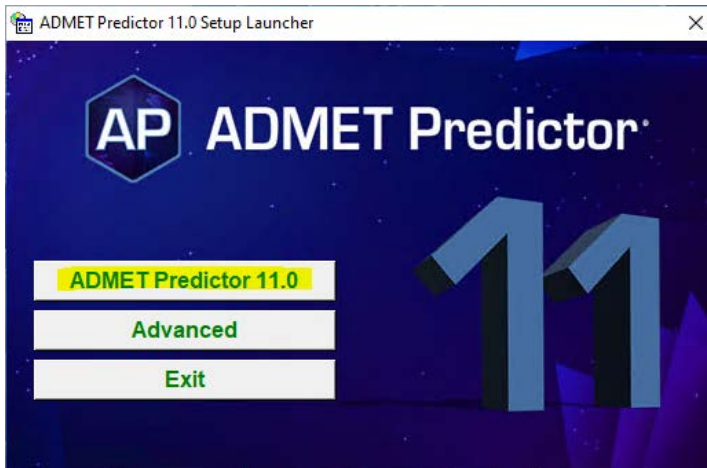 ADMET Predictor 11.0 Setup Launcher
AP ADMET Predictor®
11
ADMET Predictor 11.0
Advanced
Exit